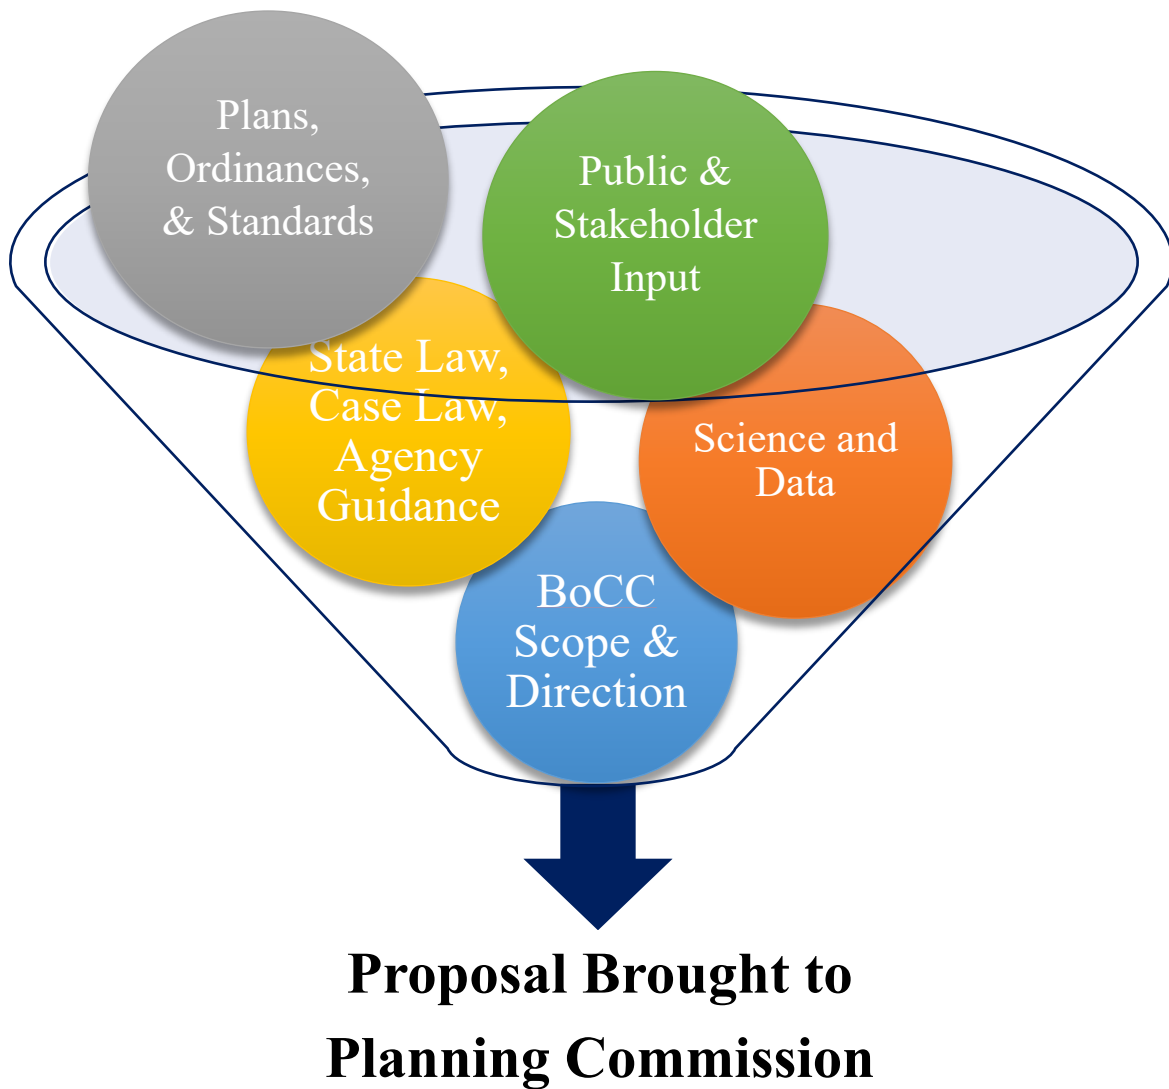 Plans,
Ordinances,
& Standards
Public &
Stakeholder
Input
State Law,
Case Law,
Agency
Guidance
Science and
Data
BoCC
Scope &
Direction
Proposal Brought to
Planning Commission